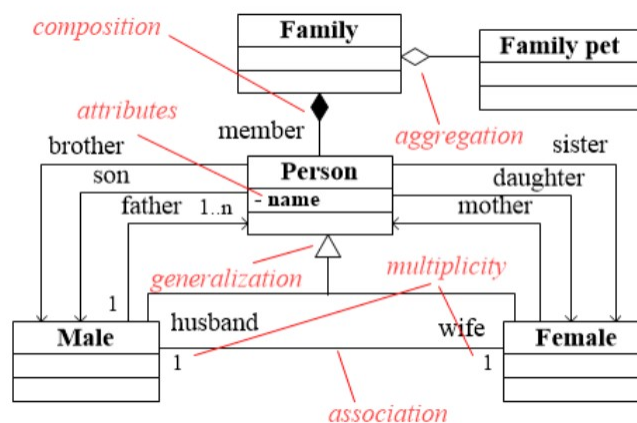 composition
Family
Family pet
attributes
aggregation
member
brother
sister
Person
son
daughter
- name
father
1..n
mother
generalization
multiplicity
1
husband
wife
Male
Female
1
1
association